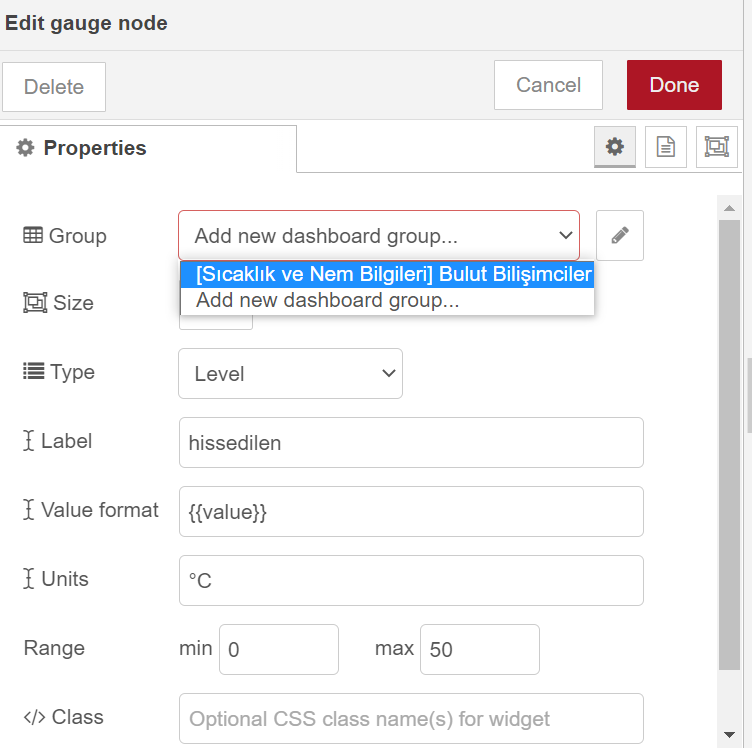 Edit gauge node
Delete
Cancel
Done
Properties
Group
Add new dashboard group...
[Sıcaklık ve Nem Bilgileri] Bulut Bilişimciler
Add new dashboard group...
Size
Type
Level
Label
hissedilen
Value format
{{value}}
Units
°C
Range
min 0
max 50
</> Class
Optional CSS class name(s) for widget